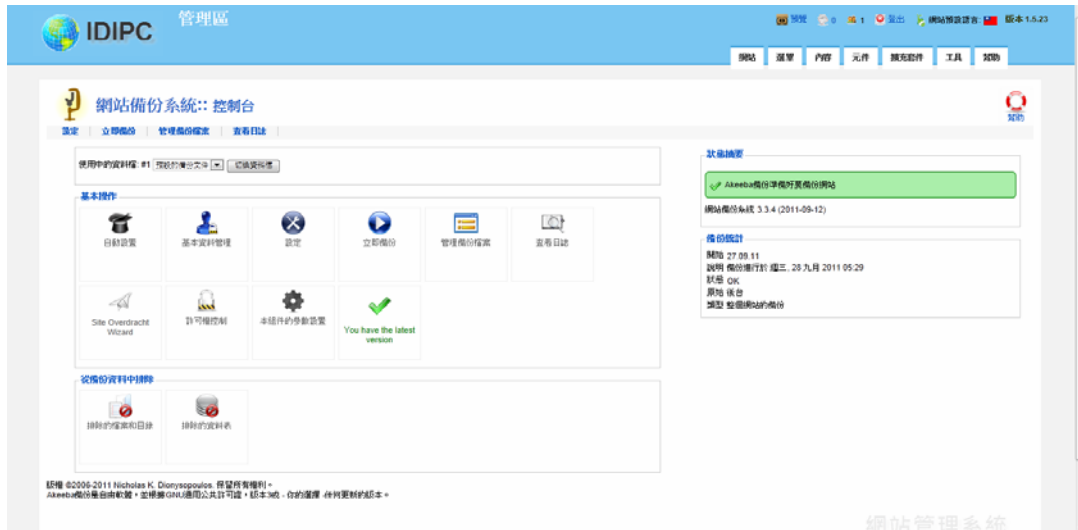 IDIPC
管理區
預覽 0 1 登出 網站預設語言: 版本 1.5.23
網站 選單 內容 元件 擴充套件 工具 幫助
網站備份系統:: 控制台
幫助
設定 立即備份 管理備份檔案 查看日誌
使用中的資料檔: #1
狀態摘要
Akeeba備份準備好要備份網站
網站備份系統 3.3.4 (2011-09-12)
基本操作
自動設置 基本資料管理 設定 立即備份 管理備份檔案 查看日誌
備份統計
開始 27.09.11
說明 備份進行於 週三, 28 九月 2011 05:29
狀態 OK
原始 後台
類型 整個網站的備份
Site Overdracht Wizard 許可權控制 本組件的參數設置 You have the latest version
從備份資料中排除
排除的檔案和目錄 排除的資料表
版權 ©2006-2011 Nicholas K. Dionysopoulos. 保留所有權利。
Akeeba備份是自由軟體,並根據GNU通用公共許可證,版本3或 - 你的選擇 -任何更新的版本。
網站管理系統